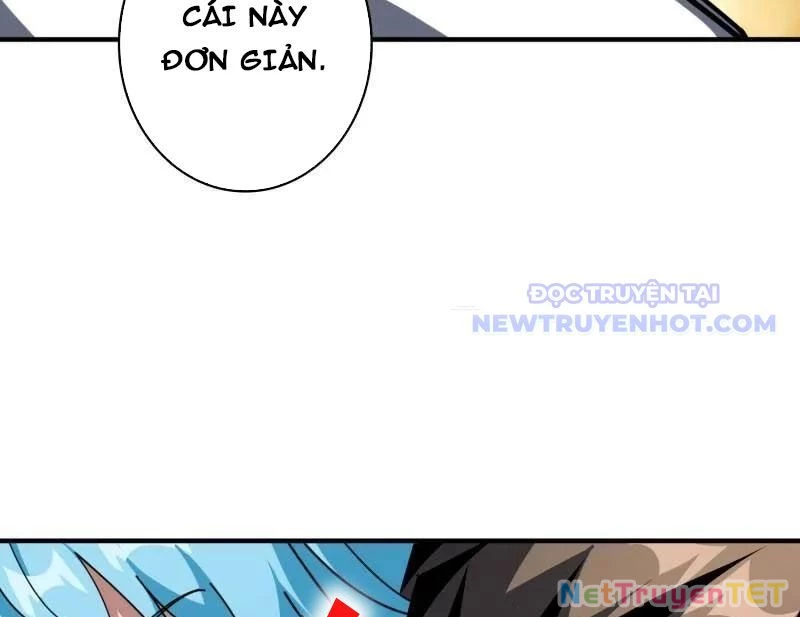 CÁI NÀY
ĐƠN GIẢN.
ĐỌC TRUYỆN TẠI
NEWTRUYENHOT.COM
NETTRUYENTET